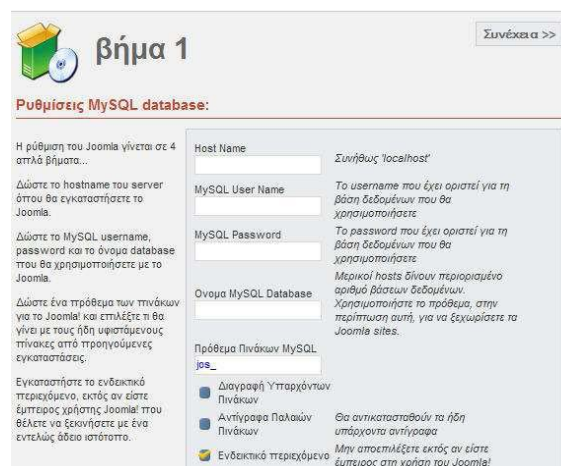 βήμα 1
Συνέχεια >>
Ρυθμίσεις MySQL database:
Η ρύθμιση του Joomla γίνεται σε 4
απλά βήματα...
Δώστε το hostname του server
όπου θα εγκαταστήσετε το
Joomla.
Δώστε το MySQL username,
password και το όνομα database
που θα χρησιμοποιήσετε με το
Joomla.
Δώστε ένα πρόθεμα των πινάκων
για το Joomla! και επιλέξτε τι θα
γίνει με τους ήδη υφιστάμενους
πίνακες από προηγούμενες
εγκαταστάσεις.
Εγκαταστήστε το ενδεικτικό
περιεχόμενο, εκτός αν είστε
έμπειρος χρήστης Joomla! που
θέλετε να ξεκινήσετε με ένα
εντελώς άδειο ιστότοπο.
Host Name
Συνήθως 'localhost'
MySQL User Name
Το username που έχει οριστεί για τη
βάση δεδομένων που θα
χρησιμοποιήσετε
MySQL Password
Το password που έχει οριστεί για τη
βάση δεδομένων που θα
χρησιμοποιήσετε
Ονομα MySQL Database
Μερικοί hosts δίνουν περιορισμένο
αριθμό βάσεων δεδομένων.
Χρησιμοποιήστε το πρόθεμα, στην
περίπτωση αυτή, για να ξεχωρίσετε τα
Joomla sites.
Πρόθεμα Πινάκων MySQL
jos_
Διαγραφή Υπαρχόντων
Πινάκων
Αντίγραφα Παλαιών
Πινάκων
Θα αντικατασταθούν τα ήδη
υπάρχοντα αντίγραφα
Ενδεικτικό περιεχόμενο
Μην αποεπιλέξετε εκτός αν είστε
έμπειρος στη χρήση του Joomla!